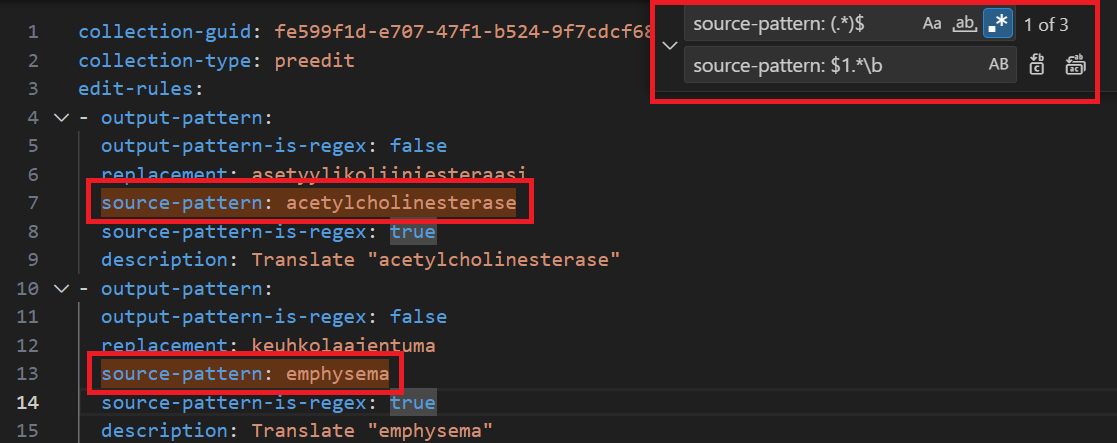 1 collection-guid: fe599f1d-e707-47f1-b524-9f7cdcf68
2 collection-type: preedit
3 edit-rules:
4 - output-pattern:
5 output-pattern-is-regex: false
6 replacement: asetyylikoliiniesteraasi
7 source-pattern: acetylcholinesterase
8 source-pattern-is-regex: true
9 description: Translate "acetylcholinesterase"
10 - output-pattern:
11 output-pattern-is-regex: false
12 replacement: keuhkolaajentuma
13 source-pattern: emphysema
14 source-pattern-is-regex: true
15 description: Translate "emphysema"
source-pattern: (.*)$ Aa ab .* 1 of 3
source-pattern: $1.*\b AB